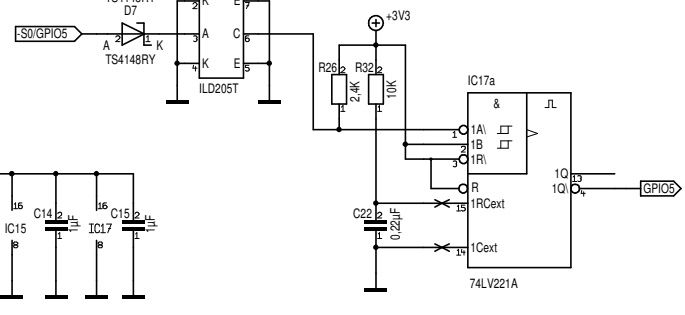 D7
-S0/GPIO5
A 2 1 K
TS4148RY
2 K E 7
3 A C 6
4 K E 5
ILD205T
+3V3
R26 2 R32 2
2,4K 10K
1 1
IC17a
&
1 1A\
2 1B
3 1R\
R
15 1RCext
14 1Cext
1Q 13
1Q\ 4
GPIO5
74LV221A
C22 2
0,22µF
1
16 C14 2 16 C15 2
1µF 1µF
IC15 1 IC17 1
8 8